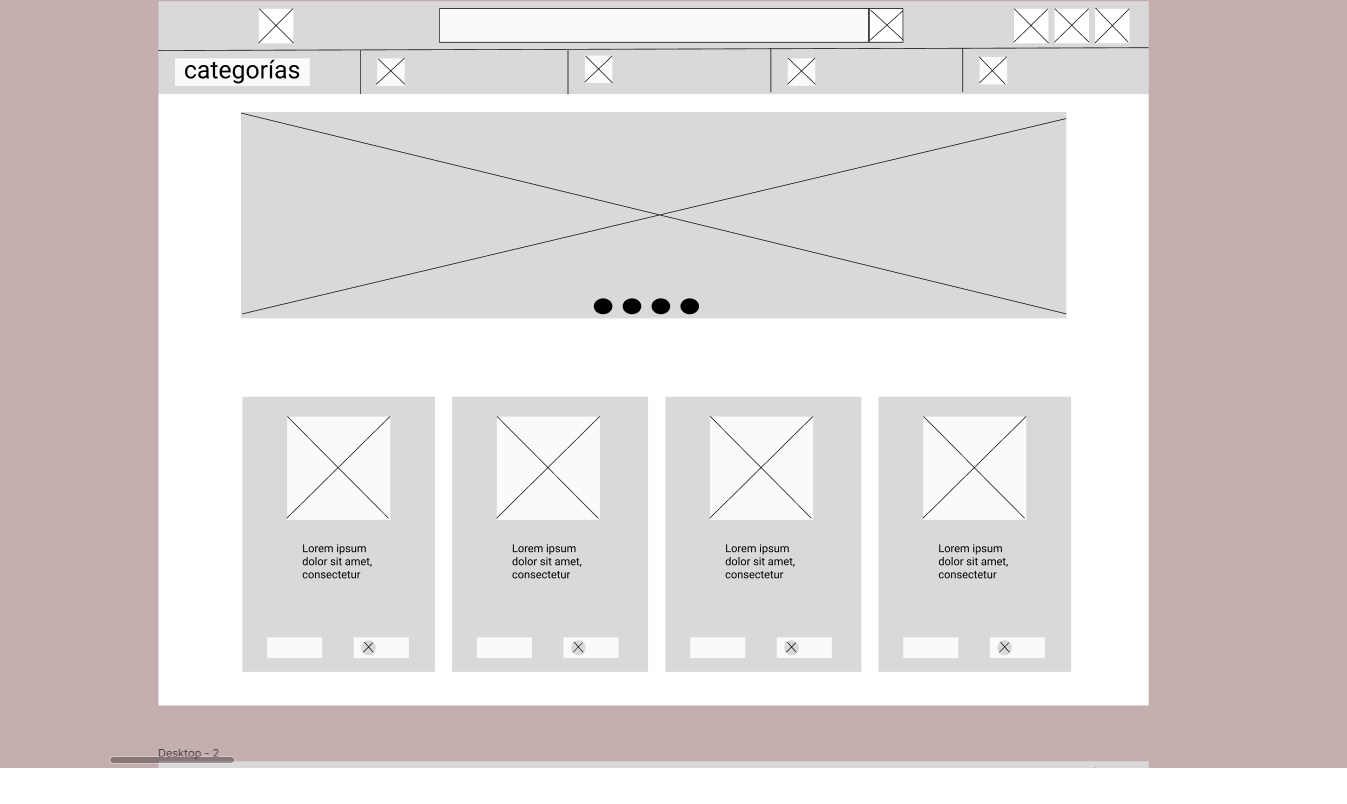 categorías
Lorem ipsum
dolor sit amet,
consectetur
Lorem ipsum
dolor sit amet,
consectetur
Lorem ipsum
dolor sit amet,
consectetur
Lorem ipsum
dolor sit amet,
consectetur
Desktop - 2